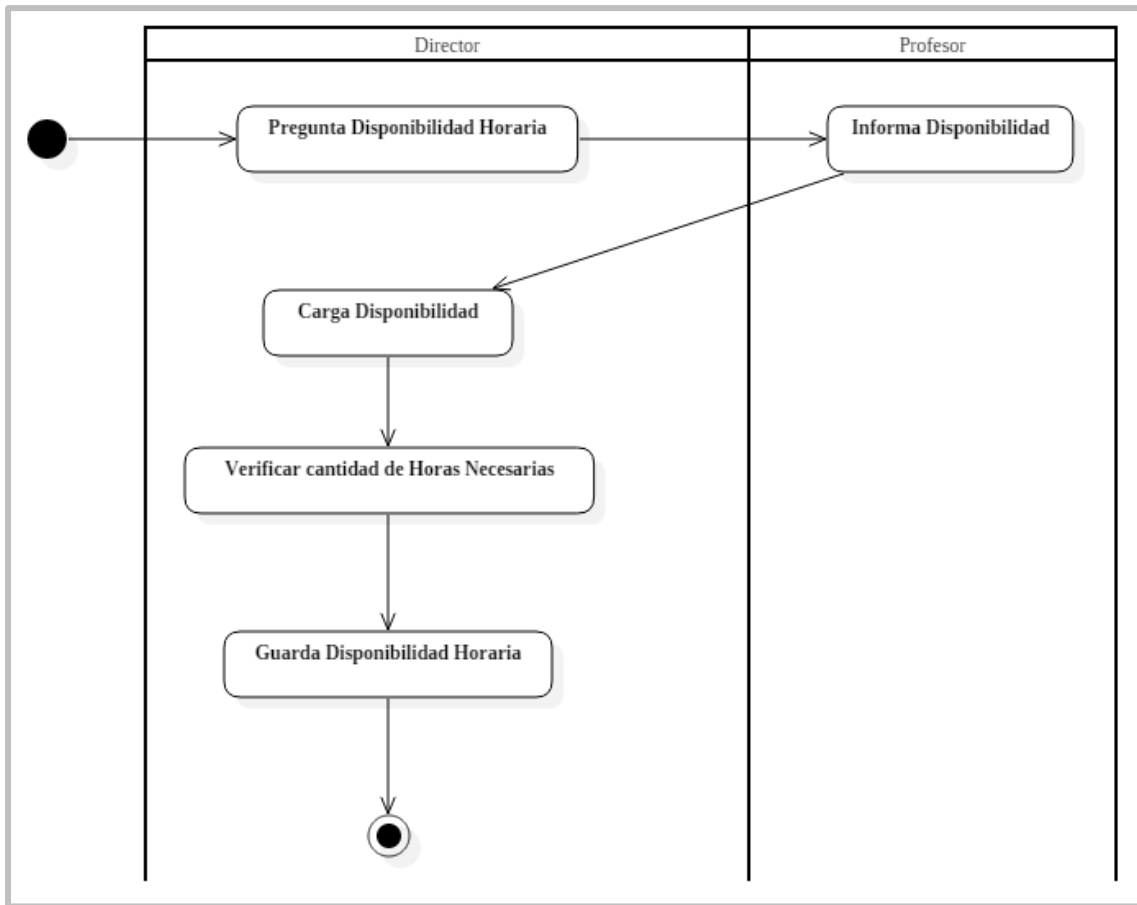 Director
Profesor
Pregunta Disponibilidad Horaria
Informa Disponibilidad
Carga Disponibilidad
Verificar cantidad de Horas Necesarias
Guarda Disponibilidad Horaria